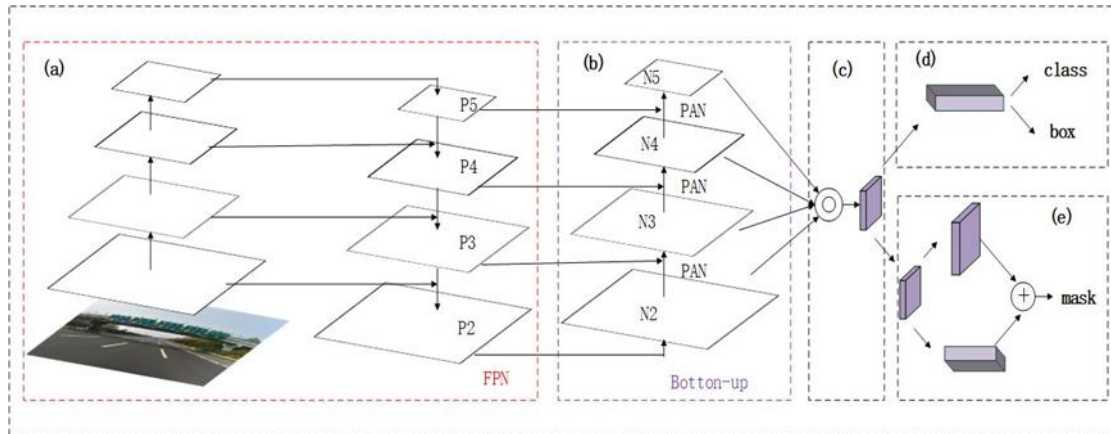 (a)
P5
P4
P3
P2
FPN
(b)
N5
PAN
N4
PAN
N3
PAN
N2
Botton-up
(c)
(d)
class
box
(e)
mask